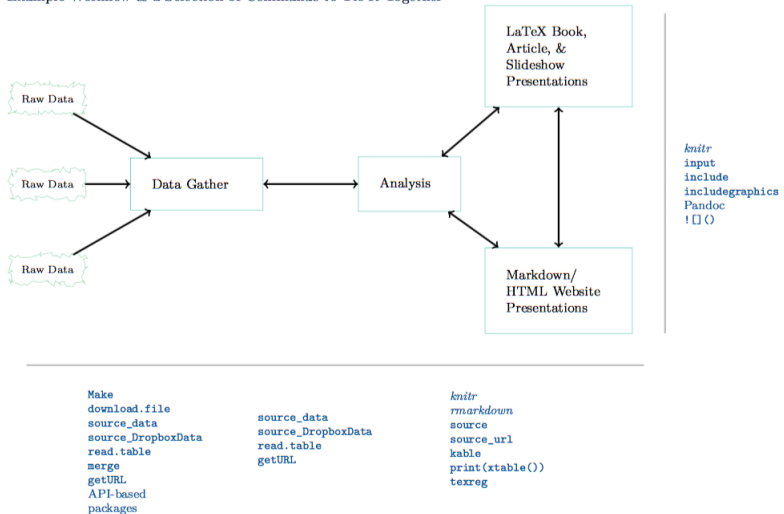 LaTeX Book,
Article, &
Slideshow
Presentations
Raw Data
Raw Data
Data Gather
Analysis
Raw Data
Markdown/
HTML Website
Presentations
knitr
input
include
includegraphics
Pandoc
![]()
Make
download.file
source_data
source_DropboxData
read.table
merge
getURL
API-based
packages
source_data
source_DropboxData
read.table
getURL
knitr
rmarkdown
source
source_url
kable
print(xtable())
texreg